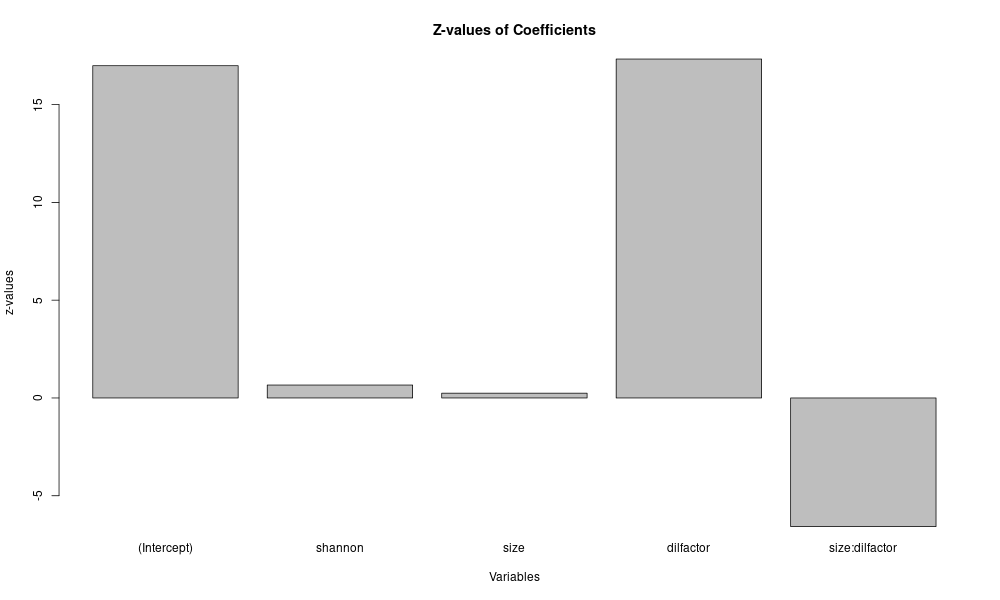 Z-values of Coefficients
z-values
15
10
5
0
-5
(Intercept) shannon size dilfactor size:dilfactor
Variables